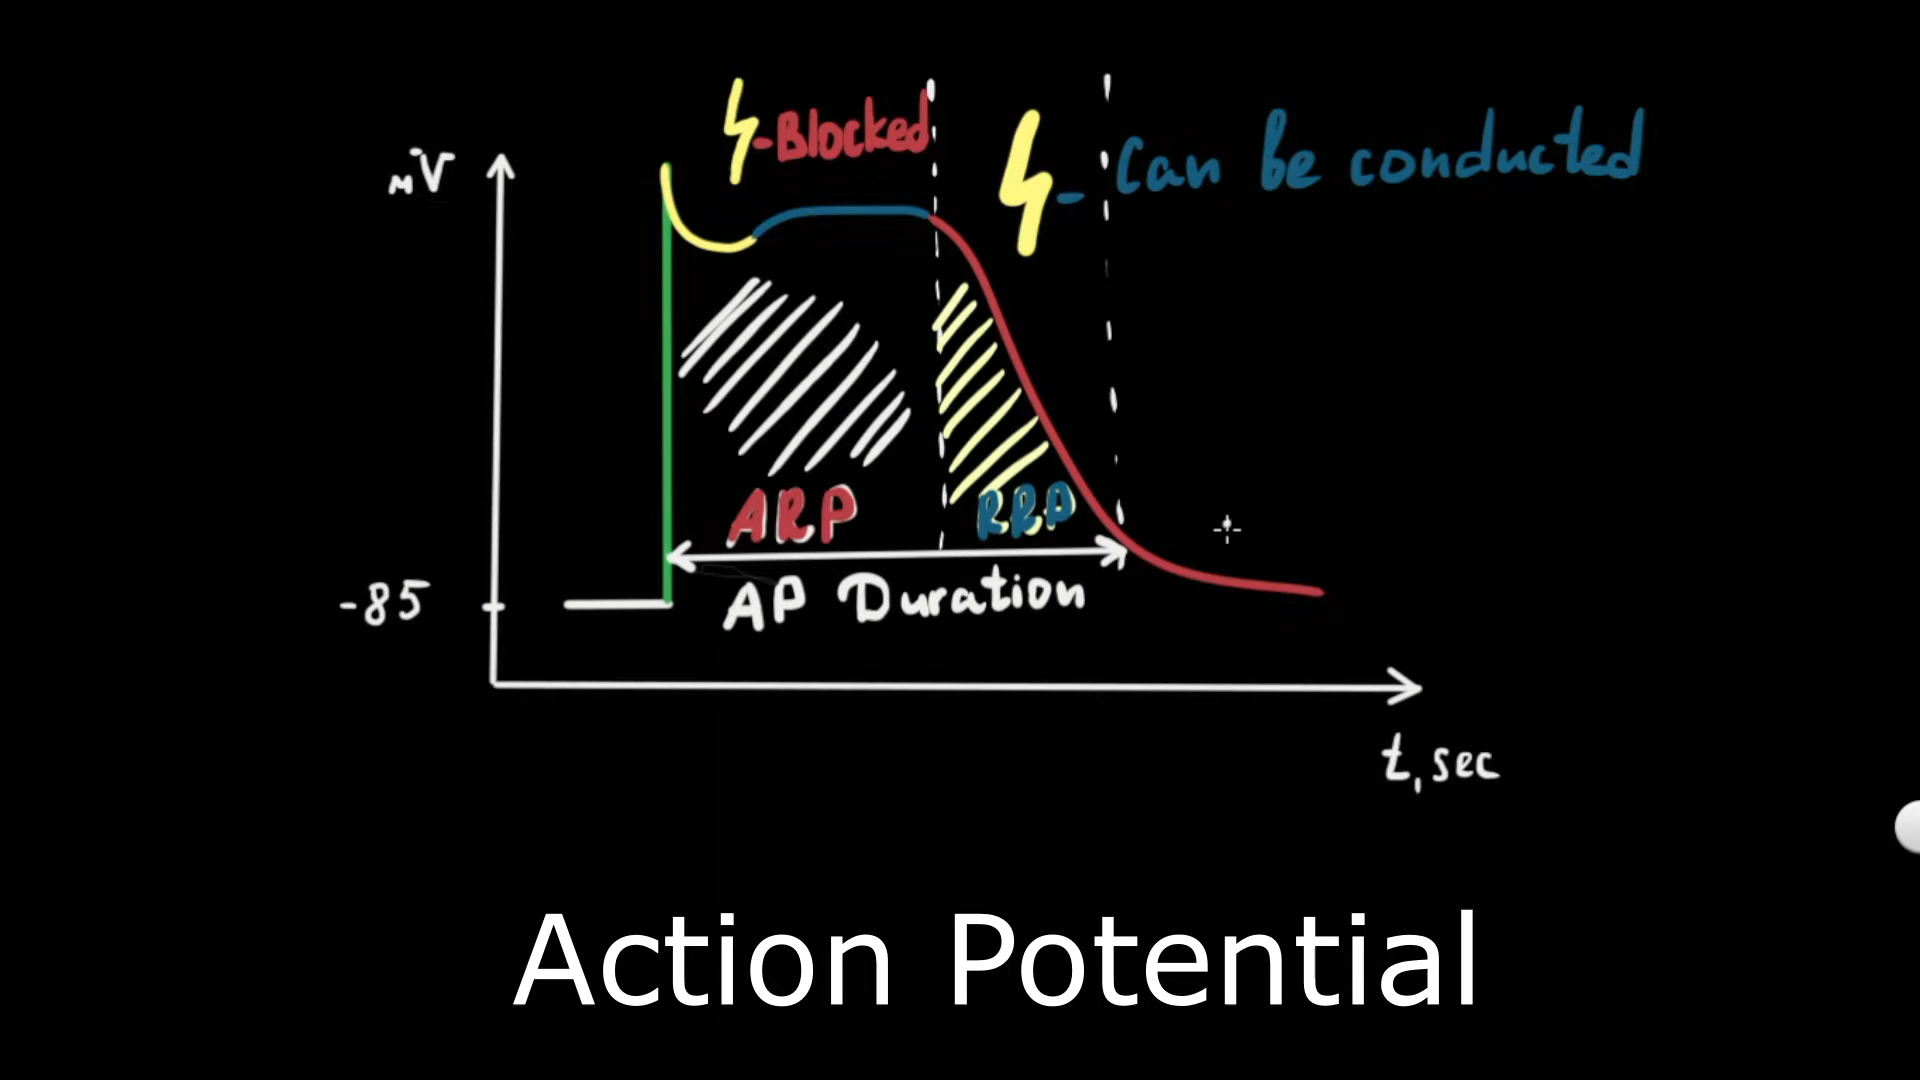 -Blocked
- Can be conducted
mV
ARP
RRP
AP Duration
-85
t, sec
Action Potential